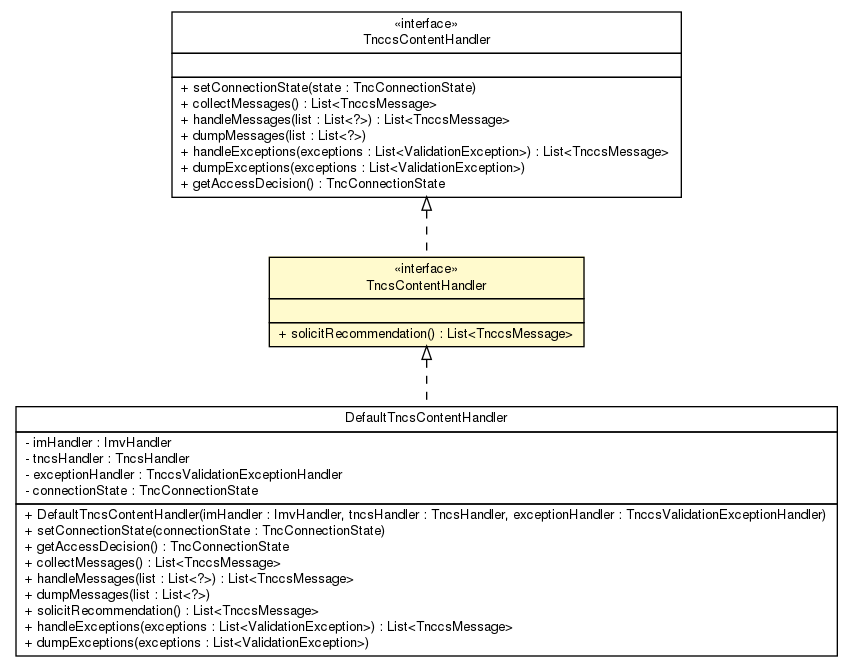 «interface»
TnccsContentHandler
+ setConnectionState(state : TncConnectionState)
+ collectMessages() : List<TnccsMessage>
+ handleMessages(list : List<?>) : List<TnccsMessage>
+ dumpMessages(list : List<?>)
+ handleExceptions(exceptions : List<ValidationException>) : List<TnccsMessage>
+ dumpExceptions(exceptions : List<ValidationException>)
+ getAccessDecision() : TncConnectionState
«interface»
TncsContentHandler
+ solicitRecommendation() : List<TnccsMessage>
DefaultTncsContentHandler
- imHandler : ImvHandler
- tncsHandler : TncsHandler
- exceptionHandler : TnccsValidationExceptionHandler
- connectionState : TncConnectionState
+ DefaultTncsContentHandler(imHandler : ImvHandler, tncsHandler : TncsHandler, exceptionHandler : TnccsValidationExceptionHandler)
+ setConnectionState(connectionState : TncConnectionState)
+ getAccessDecision() : TncConnectionState
+ collectMessages() : List<TnccsMessage>
+ handleMessages(list : List<?>) : List<TnccsMessage>
+ dumpMessages(list : List<?>)
+ solicitRecommendation() : List<TnccsMessage>
+ handleExceptions(exceptions : List<ValidationException>) : List<TnccsMessage>
+ dumpExceptions(exceptions : List<ValidationException>)